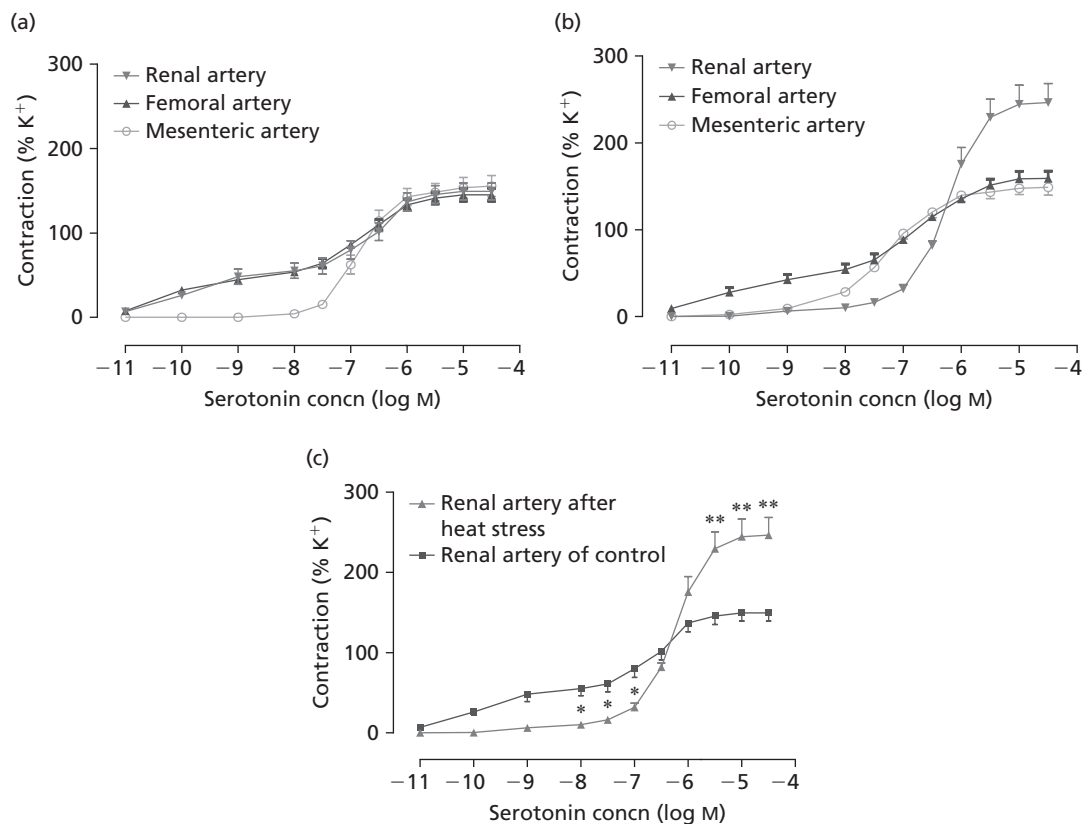 (a)
300
200
100
0
Contraction (% K⁺)
Renal artery
Femoral artery
Mesenteric artery
−11 −10 −9 −8 −7 −6 −5 −4
Serotonin concn (log M)
(b)
300
200
100
0
Contraction (% K⁺)
Renal artery
Femoral artery
Mesenteric artery
−11 −10 −9 −8 −7 −6 −5 −4
Serotonin concn (log M)
(c)
300
200
100
0
Contraction (% K⁺)
Renal artery after
heat stress
Renal artery of control
** ** **
* * *
−11 −10 −9 −8 −7 −6 −5 −4
Serotonin concn (log M)